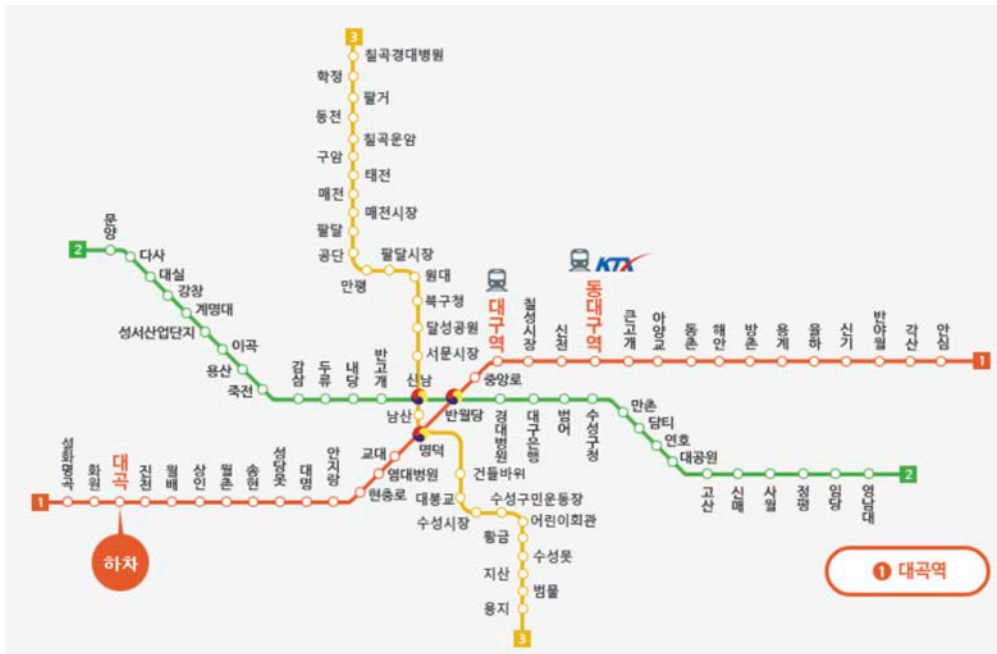 3
칠곡경대병원
학정
팔거
동천
칠곡운암
구암
태전
매천
매천시장
팔달
공단
팔달시장
만평
원대
북구청
달성공원
서문시장
신남
남산
명덕
건들바위
대봉교
수성시장
수성구민운동장
어린이회관
황금
수성못
지산
범물
용지
3
2
문양
다사
대실
강창
계명대
성서산업단지
이곡
용산
죽전
감삼
두류
내당
반고개
반월당
경대병원
대구은행
범어
수성구청
만촌
담티
연호
대공원
고산
신매
사월
정평
임당
영남대
2
1
설화명곡
화원
대곡
진천
월배
상인
월촌
송현
성당못
대명
안지랑
현충로
영대병원
교대
중앙로
대구역
칠성시장
신천
KTX
동대구역
큰고개
아양교
동촌
해안
방촌
용계
율하
신기
반야월
각산
안심
1
하차
1 대곡역